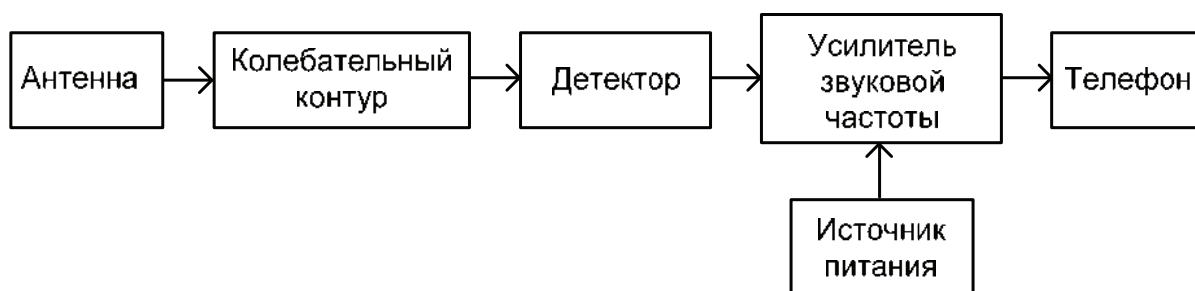 Антенна
Колебательный
контур
Детектор
Усилитель
звуковой
частоты
Телефон
Источник
питания